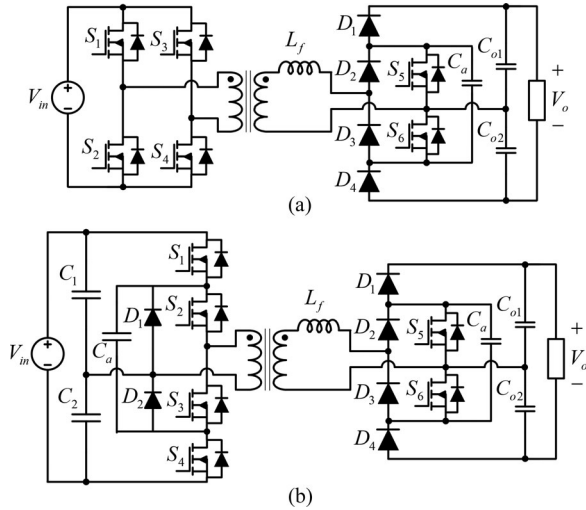 S1 S3 Lf D1 Co1
D2 S5 Ca
Vin + − + Vo −
S2 S4 D3 S6 Co2
D4
(a)
S1
C1 S2 Lf D1 Co1
D1 D2 S5 Ca
Vin + − Ca + Vo −
C2 D2 S3 D3 S6 Co2
S4 D4
(b)